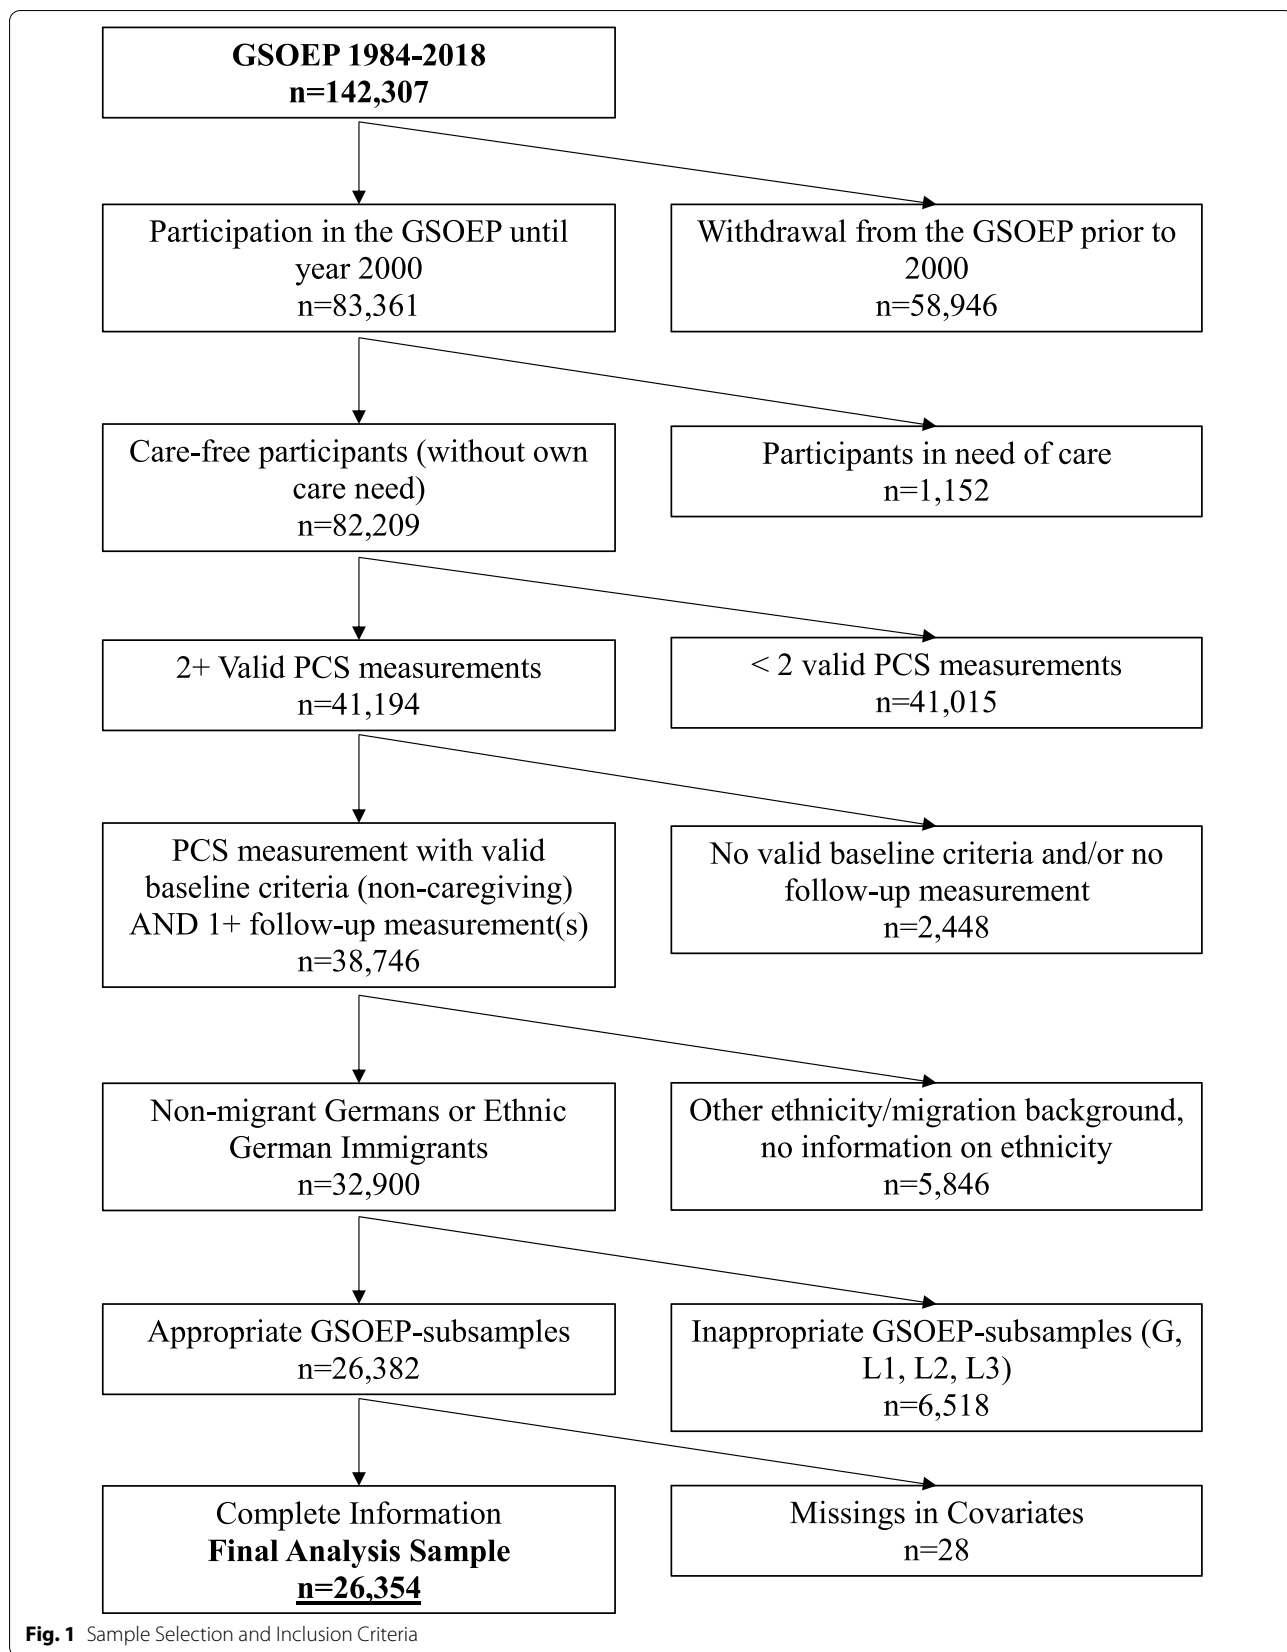 GSOEP 1984-2018
n=142,307
Participation in the GSOEP until
year 2000
n=83,361
Withdrawal from the GSOEP prior to
2000
n=58,946
Care-free participants (without own
care need)
n=82,209
Participants in need of care
n=1,152
2+ Valid PCS measurements
n=41,194
< 2 valid PCS measurements
n=41,015
PCS measurement with valid
baseline criteria (non-caregiving)
AND 1+ follow-up measurement(s)
n=38,746
No valid baseline criteria and/or no
follow-up measurement
n=2,448
Non-migrant Germans or Ethnic
German Immigrants
n=32,900
Other ethnicity/migration background,
no information on ethnicity
n=5,846
Appropriate GSOEP-subsamples
n=26,382
Inappropriate GSOEP-subsamples (G,
L1, L2, L3)
n=6,518
Complete Information
Final Analysis Sample
n=26,354
Missings in Covariates
n=28
Fig. 1 Sample Selection and Inclusion Criteria